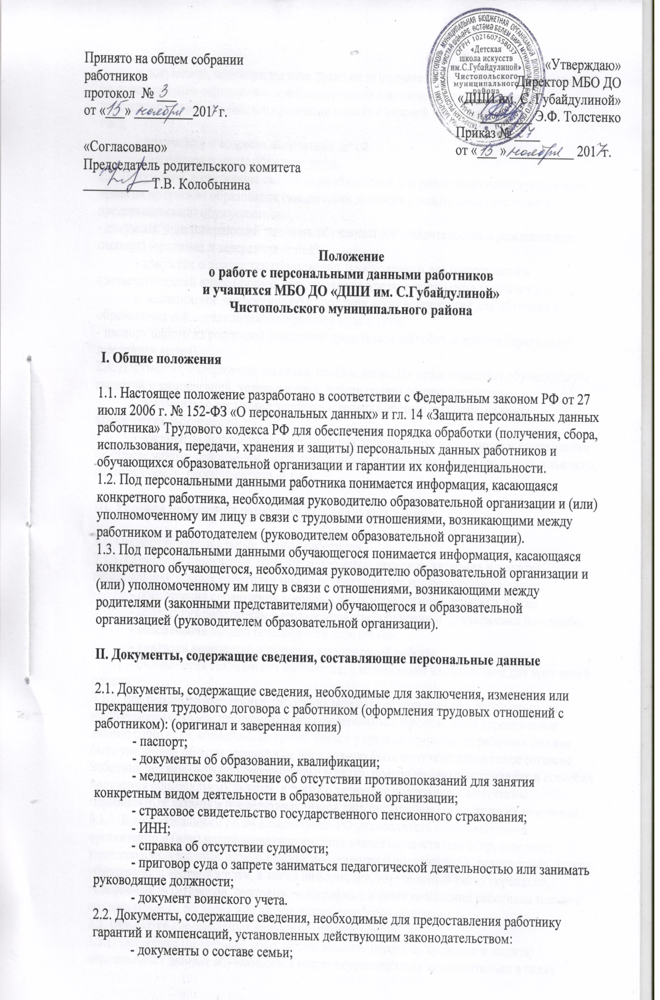 Принято на общем собрании
работников
протокол № 3
от «15» ноября 2017 г.
«Согласовано»
Председатель родительского комитета
Т.В. Колобынина
ОГРН 1021607558037
«Детская
школа искусств
им.С.Губайдулиной»
Чистопольского
муниципального
района
«Утверждаю»
Директор МБО ДО
«ДШИ им. С. Губайдулиной»
Э.Ф. Толстенко
Приказ № 27
от «15» ноября 2017 г.
Положение
о работе с персональными данными работников
и учащихся МБО ДО «ДШИ им. С.Губайдулиной»
Чистопольского муниципального района
I. Общие положения
1.1. Настоящее положение разработано в соответствии с Федеральным законом РФ от 27
июля 2006 г. № 152-ФЗ «О персональных данных» и гл. 14 «Защита персональных данных
работника» Трудового кодекса РФ для обеспечения порядка обработки (получения, сбора,
использования, передачи, хранения и защиты) персональных данных работников и
обучающихся образовательной организации и гарантии их конфиденциальности.
1.2. Под персональными данными работника понимается информация, касающаяся
конкретного работника, необходимая руководителю образовательной организации и (или)
уполномоченному им лицу в связи с трудовыми отношениями, возникающими между
работником и работодателем (руководителем образовательной организации).
1.3. Под персональными данными обучающегося понимается информация, касающаяся
конкретного обучающегося, необходимая руководителю образовательной организации и
(или) уполномоченному им лицу в связи с отношениями, возникающими между
родителями (законными представителями) обучающегося и образовательной
организацией (руководителем образовательной организации).
II. Документы, содержащие сведения, составляющие персональные данные
2.1. Документы, содержащие сведения, необходимые для заключения, изменения или
прекращения трудового договора с работником (оформления трудовых отношений с
работником): (оригинал и заверенная копия)
- паспорт;
- документы об образовании, квалификации;
- медицинское заключение об отсутствии противопоказаний для занятия
конкретным видом деятельности в образовательной организации;
- страховое свидетельство государственного пенсионного страхования;
- ИНН;
- справка об отсутствии судимости;
- приговор суда о запрете заниматься педагогической деятельностью или занимать
руководящие должности;
- документ воинского учета.
2.2. Документы, содержащие сведения, необходимые для предоставления работнику
гарантий и компенсаций, установленных действующим законодательством:
- документы о составе семьи;